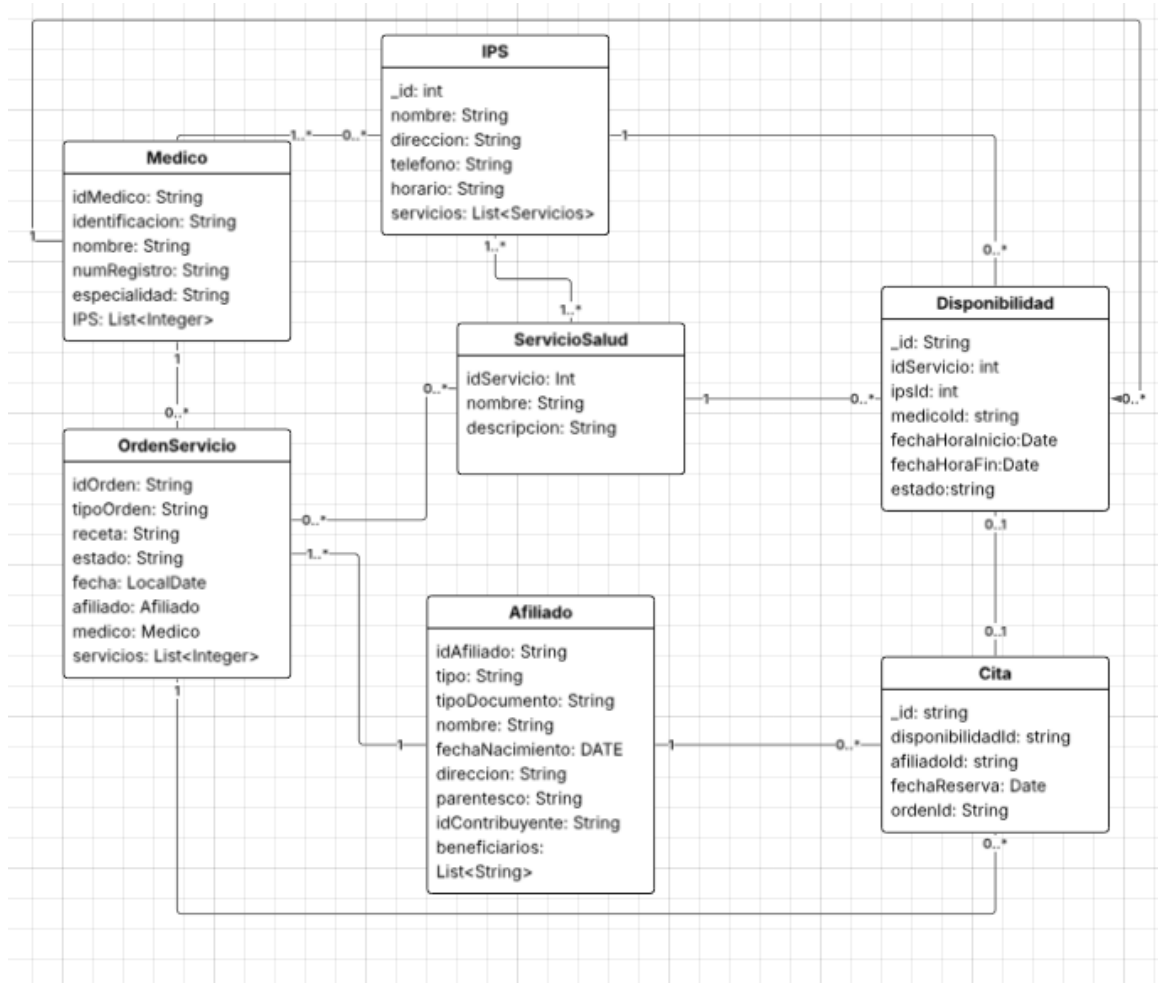 IPS
_id: int
nombre: String
direccion: String
telefono: String
horario: String
servicios: List<Servicios>
1..*
0..*
1
1..*
1..*
0..*
Medico
idMedico: String
identificacion: String
nombre: String
numRegistro: String
especialidad: String
IPS: List<Integer>
1
1
0..*
ServicioSalud
idServicio: Int
nombre: String
descripcion: String
0..*
1
0..*
Disponibilidad
_id: String
idServicio: int
ipsId: int
medicoId: string
fechaHoraInicio:Date
fechaHoraFin:Date
estado:string
0..*
0..1
0..1
OrdenServicio
idOrden: String
tipoOrden: String
receta: String
estado: String
fecha: LocalDate
afiliado: Afiliado
medico: Medico
servicios: List<Integer>
0..*
1..*
1
Afiliado
idAfiliado: String
tipo: String
tipoDocumento: String
nombre: String
fechaNacimiento: DATE
direccion: String
parentesco: String
idContribuyente: String
beneficiarios:
List<String>
1
1
0..*
Cita
_id: string
disponibilidadId: string
afiliadoId: string
fechaReserva: Date
ordenId: String
0..*